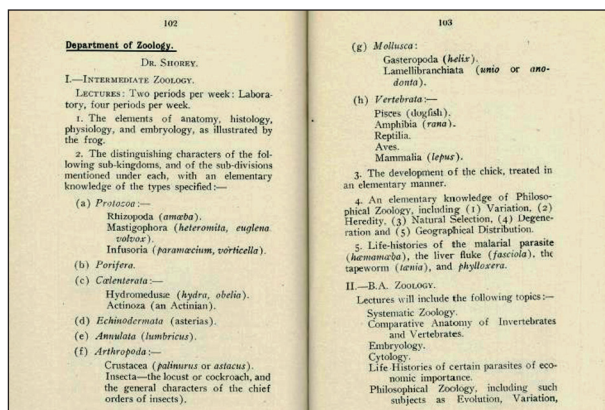 102
Department of Zoology.
Dr. Shorey.
I.—Intermediate Zoology.
Lectures: Two periods per week: Labora-
tory, four periods per week.
1. The elements of anatomy, histology,
physiology, and embryology, as illustrated by
the frog.
2. The distinguishing characters of the fol-
lowing sub-kingdoms, and of the sub-divisions
mentioned under each, with an elementary
knowledge of the types specified:—
(a) Protozoa:—
Rhizopoda (amœba).
Mastigophora (heteromita, euglena
volvox).
Infusoria (paramœcium, vorticella).
(b) Porifera.
(c) Cœlenterata:—
Hydromedusæ (hydra, obelia).
Actinoza (an Actinian).
(d) Echinodermata (asterias).
(e) Annulata (lumbricus).
(f) Arthropoda:—
Crustacea (palinurus or astacus).
Insecta—the locust or cockroach, and
the general characters of the chief
orders of insects).
103
(g) Mollusca:
Gasteropoda (helix).
Lamellibranchiata (unio or ano-
donta).
(h) Vertebrata:—
Pisces (dogfish).
Amphibia (rana).
Reptilia.
Aves.
Mammalia (lepus).
3. The development of the chick, treated in
an elementary manner.
4. An elementary knowledge of Philoso-
phical Zoology, including (1) Variation, (2)
Heredity, (3) Natural Selection, (4) Degene-
ration and (5) Geographical Distribution.
5. Life-histories of the malarial parasite
(hæmamœba), the liver fluke (fasciola), the
tapeworm (tænia), and phylloxera.
II.—B.A. Zoology.
Lectures will include the following topics:—
Systematic Zoology.
Comparative Anatomy of Invertebrates
and Vertebrates.
Embryology.
Cytology.
Life Histories of certain parasites of eco-
nomic importance.
Philosophical Zoology, including such
subjects as Evolution, Variation,